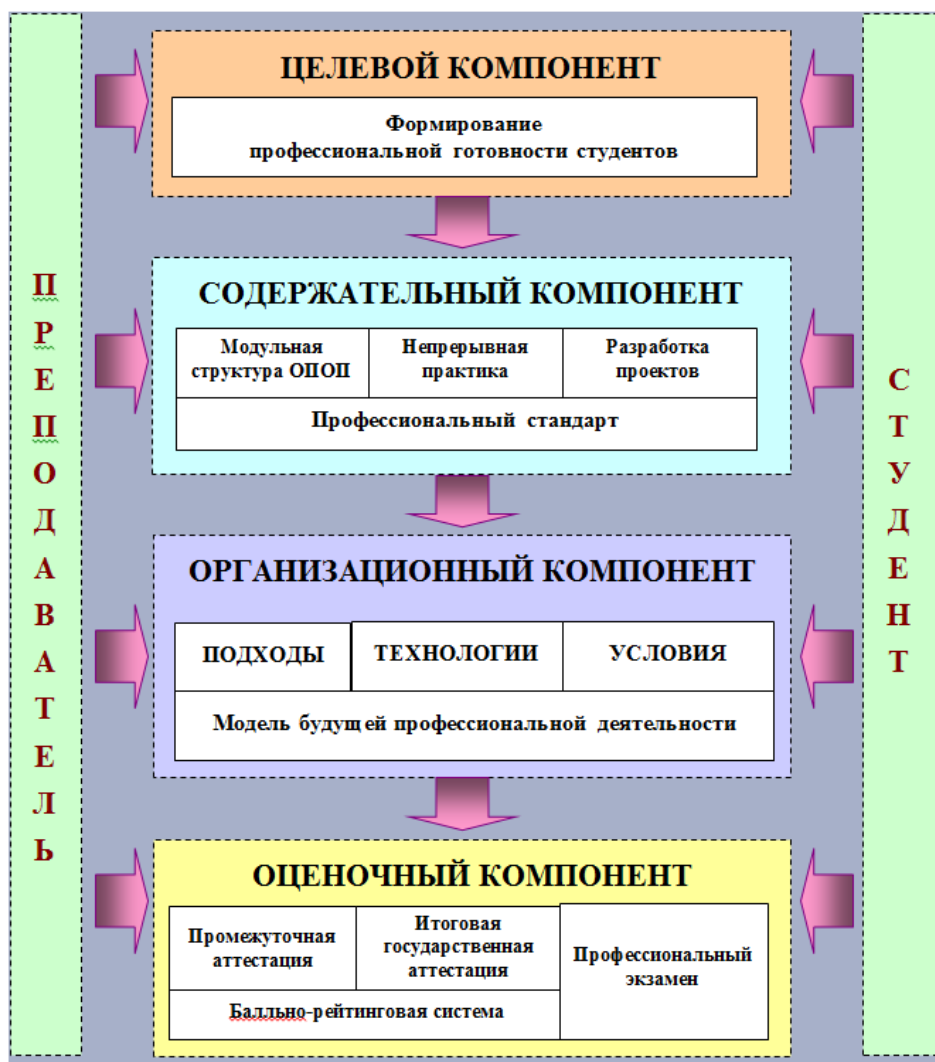 ПРЕПОДАВАТЕЛЬ
ЦЕЛЕВОЙ КОМПОНЕНТ
Формирование
профессиональной готовности студентов
СОДЕРЖАТЕЛЬНЫЙ КОМПОНЕНТ
Модульная
структура ОПОП
Непрерывная
практика
Разработка
проектов
Профессиональный стандарт
ОРГАНИЗАЦИОННЫЙ КОМПОНЕНТ
ПОДХОДЫ
ТЕХНОЛОГИИ
УСЛОВИЯ
Модель будущей профессиональной деятельности
ОЦЕНОЧНЫЙ КОМПОНЕНТ
Промежуточная
аттестация
Итоговая
государственная
аттестация
Профессиональный
экзамен
Балльно-рейтинговая система
СТУДЕНТ